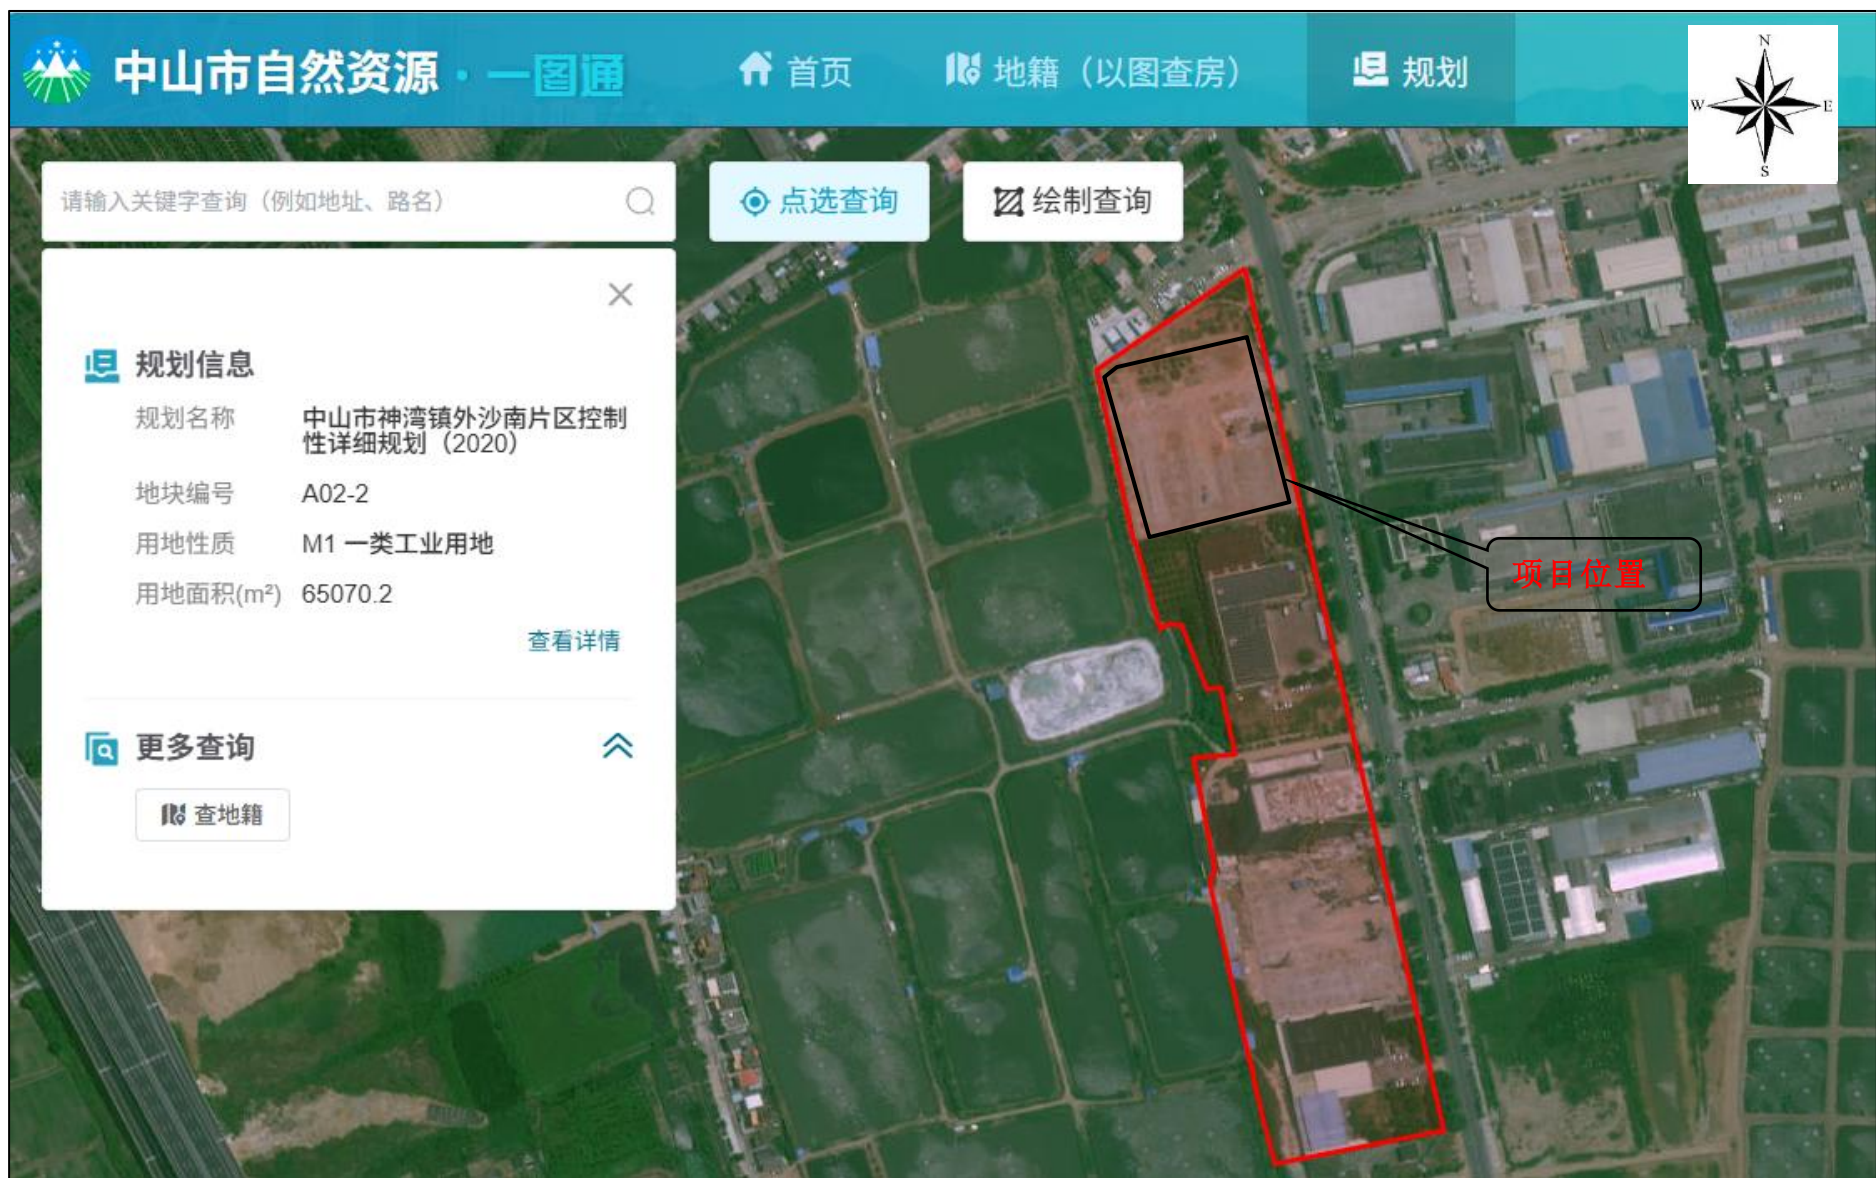 中山市自然资源·一图通
首页
地籍（以图查房）
规划
N
W
E
S
请输入关键字查询（例如地址、路名）
点选查询
绘制查询
规划信息
规划名称
中山市神湾镇外沙南片区控制
性详细规划（2020）
地块编号
A02-2
用地性质
M1 一类工业用地
用地面积(m²)
65070.2
查看详情
更多查询
查地籍
项目位置